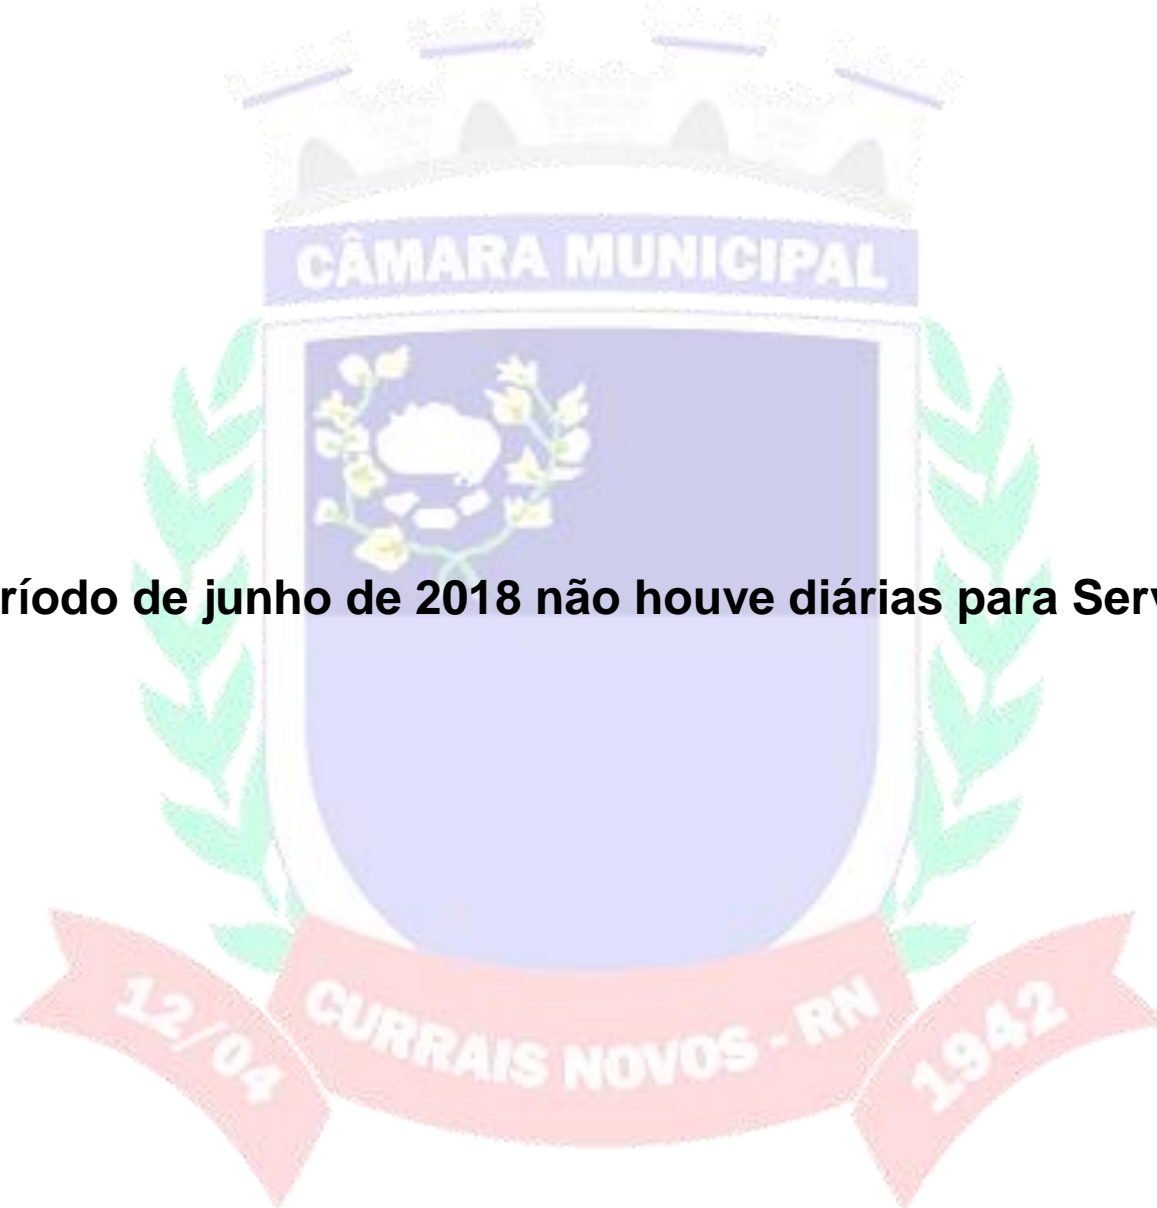 CÂMARA MUNICIPAL
ríodo de junho de 2018 não houve diárias para Serv
12/04
CURRAIS NOVOS - RN
1942